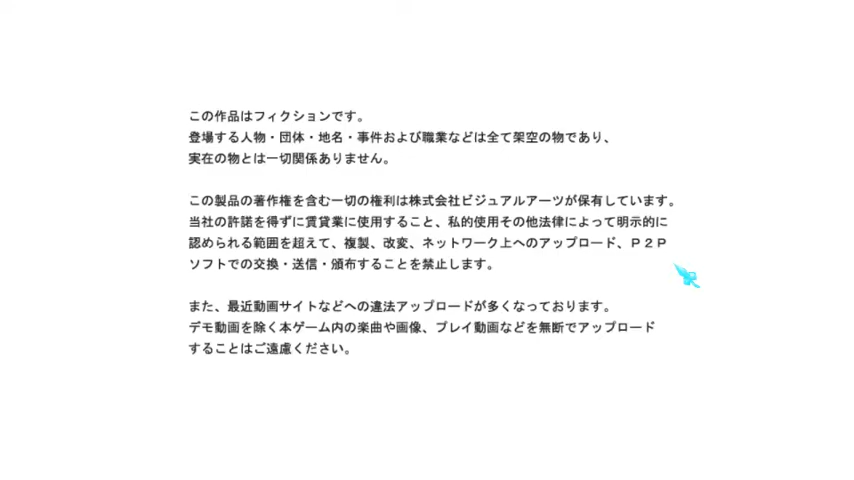 この作品はフィクションです。
登場する人物・団体・地名・事件および職業などは全て架空の物であり、
実在の物とは一切関係ありません。
この製品の著作権を含む一切の権利は株式会社ビジュアルアーツが保有しています。
当社の許諾を得ずに賃貸業に使用すること、私的使用その他法律によって明示的に
認められる範囲を超えて、複製、改変、ネットワーク上へのアップロード、Ｐ２Ｐ
ソフトでの交換・送信・頒布することを禁止します。
また、最近動画サイトなどへの違法アップロードが多くなっております。
デモ動画を除く本ゲーム内の楽曲や画像、プレイ動画などを無断でアップロード
することはご遠慮ください。